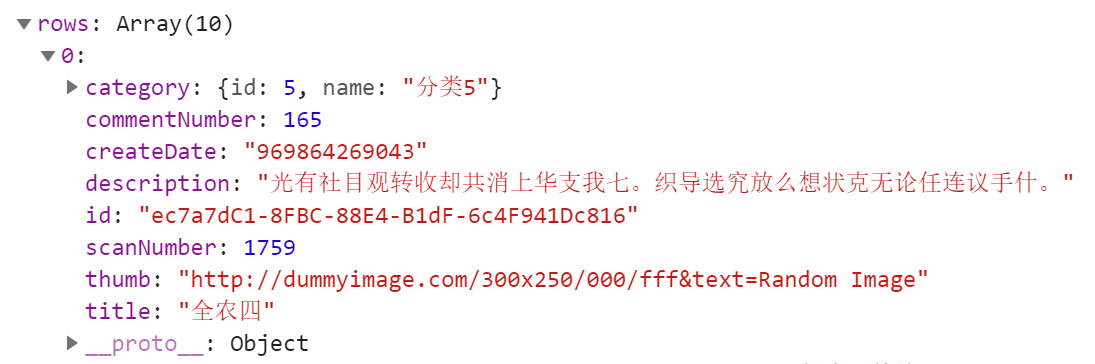 rows: Array(10)
0:
category: {id: 5, name: "分类5"}
commentNumber: 165
createDate: "969864269043"
description: "光有社目观转收却共消上华支我七。织导选究放么想状克无论任连议手什。"
id: "ec7a7dC1-8FBC-88E4-B1dF-6c4F941Dc816"
scanNumber: 1759
thumb: "http://dummyimage.com/300x250/000/fff&text=Random Image"
title: "全农四"
__proto__: Object